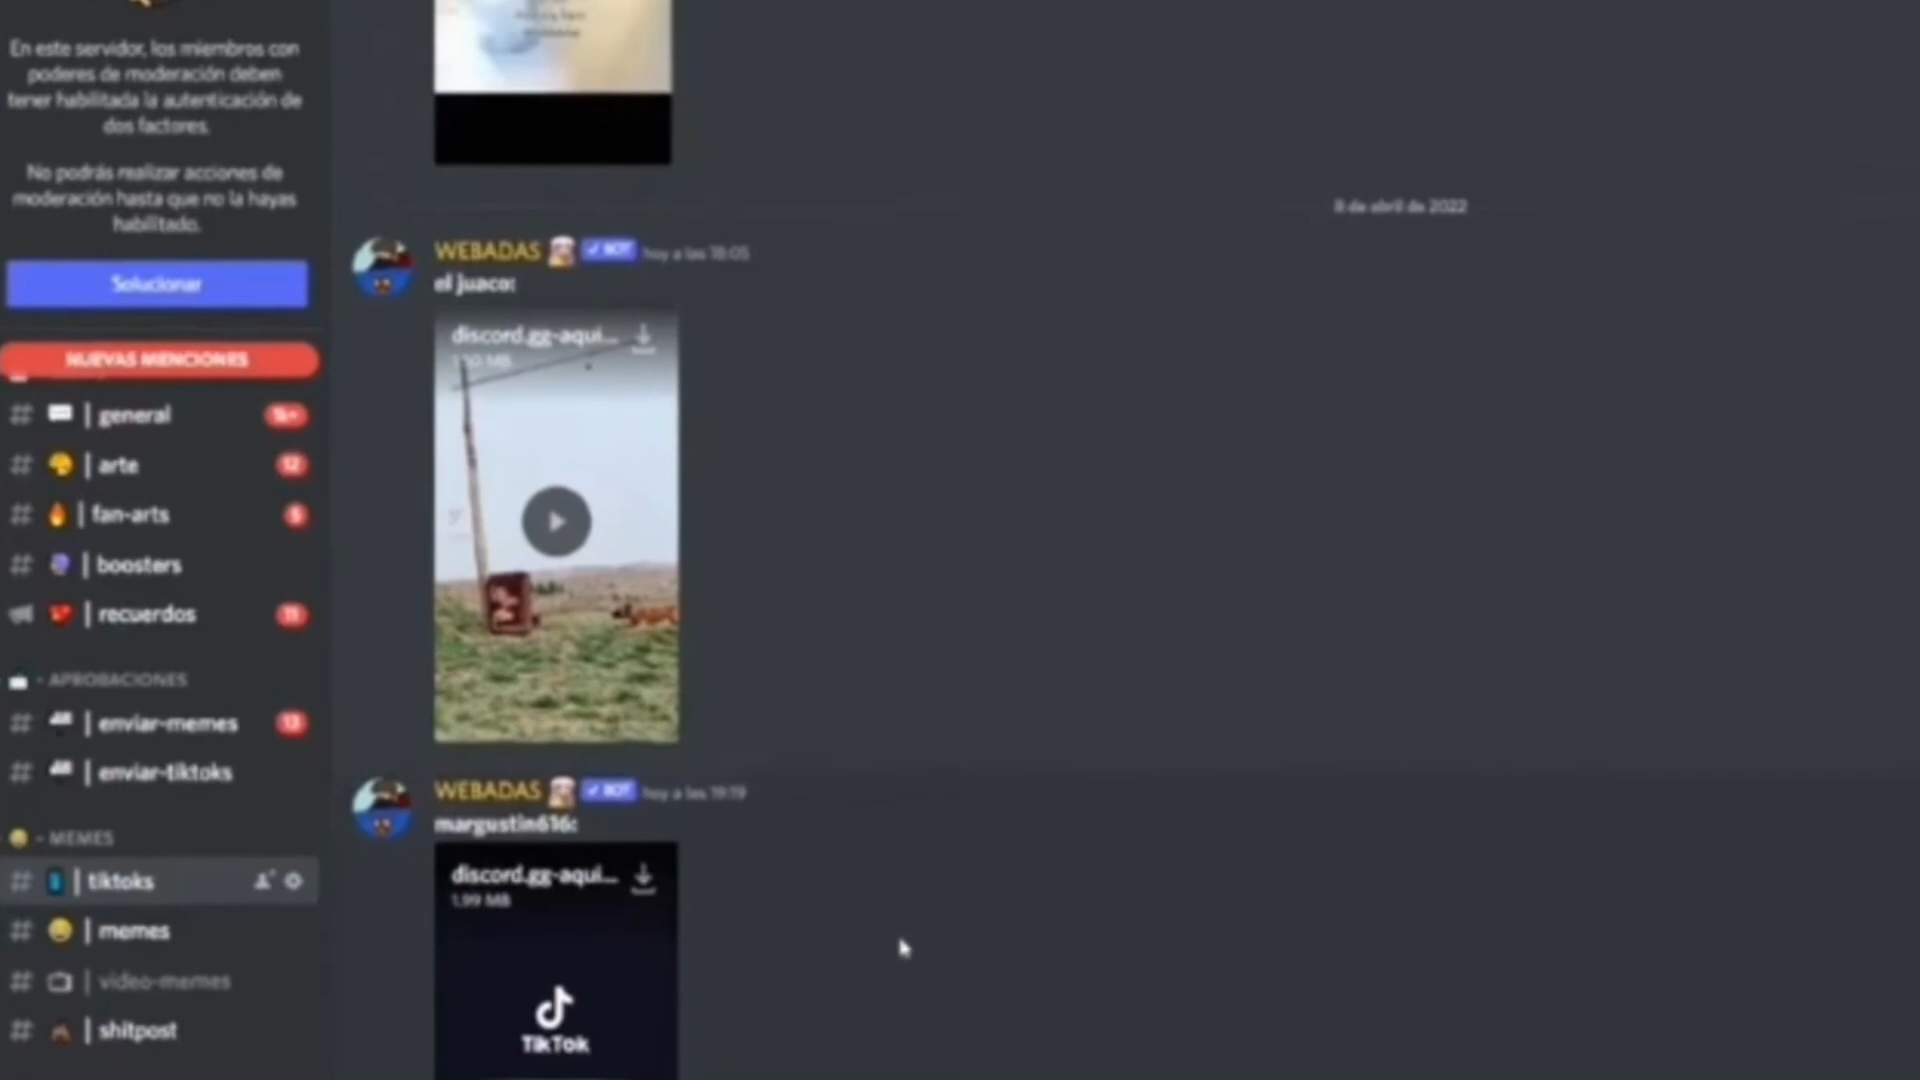 En este servidor, los miembros con
poderes de moderación deben
tener habilitada la autenticación de
dos factores.
No podrás realizar acciones de
moderación hasta que no la hayas
habilitado.
Solucionar
NUEVAS MENCIONES
general
arte
12
fan-arts
5
boosters
recuerdos
11
- APROBACIONES
enviar-memes
13
enviar-tiktoks
- MEMES
tiktoks
memes
video-memes
shitpost
8 de abril de 2022
WEBADAS BOT hoy a las 18:05
el juaco:
discord.gg-aqui...
WEBADAS BOT hoy a las 19:19
margustin616:
discord.gg-aqui...
1.99 MB
TikTok